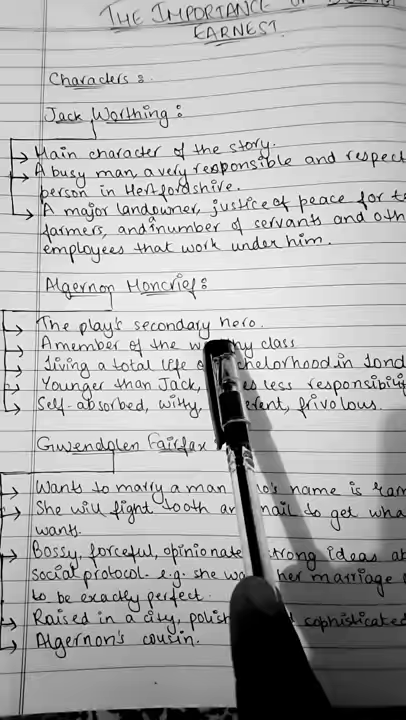 THE IMPORTANCE OF
EARNEST.
Characters:
Jack Worthing:
Main character of the story.
A busy man, a very responsible and respect
person in Hertfordshire.
A major landowner, justice of peace for t
farmers, and a number of servants and oth
employees that work under him.
Algernon Moncrief:
The play's secondary hero.
A member of the class
living a total life bachelorhood in lond
Younger than Jack, less responsibilit
Self-absorbed, witty, frivolous.
Gwendolen Fairfax
Wants to marry a man name is
She will fight tooth nail to get wha
wants.
Bossy, forceful, opinionate strong ideas a
social protocol. e.g. she her marriage
to be exactly perfect.
Raised in a city, polish sophisticated
Algernon's cousin.